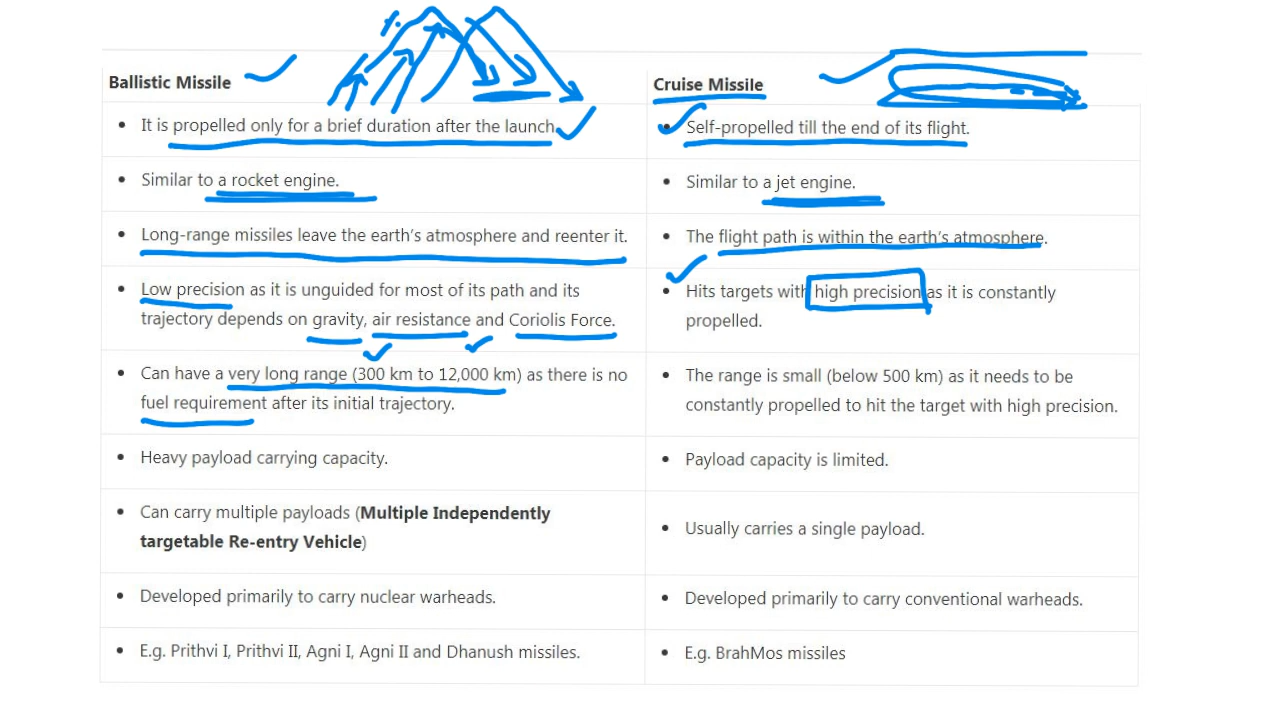 Ballistic Missile
Cruise Missile
• It is propelled only for a brief duration after the launch
• Self-propelled till the end of its flight.
• Similar to a rocket engine.
• Similar to a jet engine.
• Long-range missiles leave the earth's atmosphere and reenter it.
• The flight path is within the earth's atmosphere.
• Low precision as it is unguided for most of its path and its
trajectory depends on gravity, air resistance and Coriolis Force.
• Hits targets with high precision as it is constantly
propelled.
• Can have a very long range (300 km to 12,000 km) as there is no
fuel requirement after its initial trajectory.
• The range is small (below 500 km) as it needs to be
constantly propelled to hit the target with high precision.
• Heavy payload carrying capacity.
• Payload capacity is limited.
• Can carry multiple payloads (Multiple Independently
targetable Re-entry Vehicle)
• Usually carries a single payload.
• Developed primarily to carry nuclear warheads.
• Developed primarily to carry conventional warheads.
• E.g. Prithvi I, Prithvi II, Agni I, Agni II and Dhanush missiles.
• E.g. BrahMos missiles